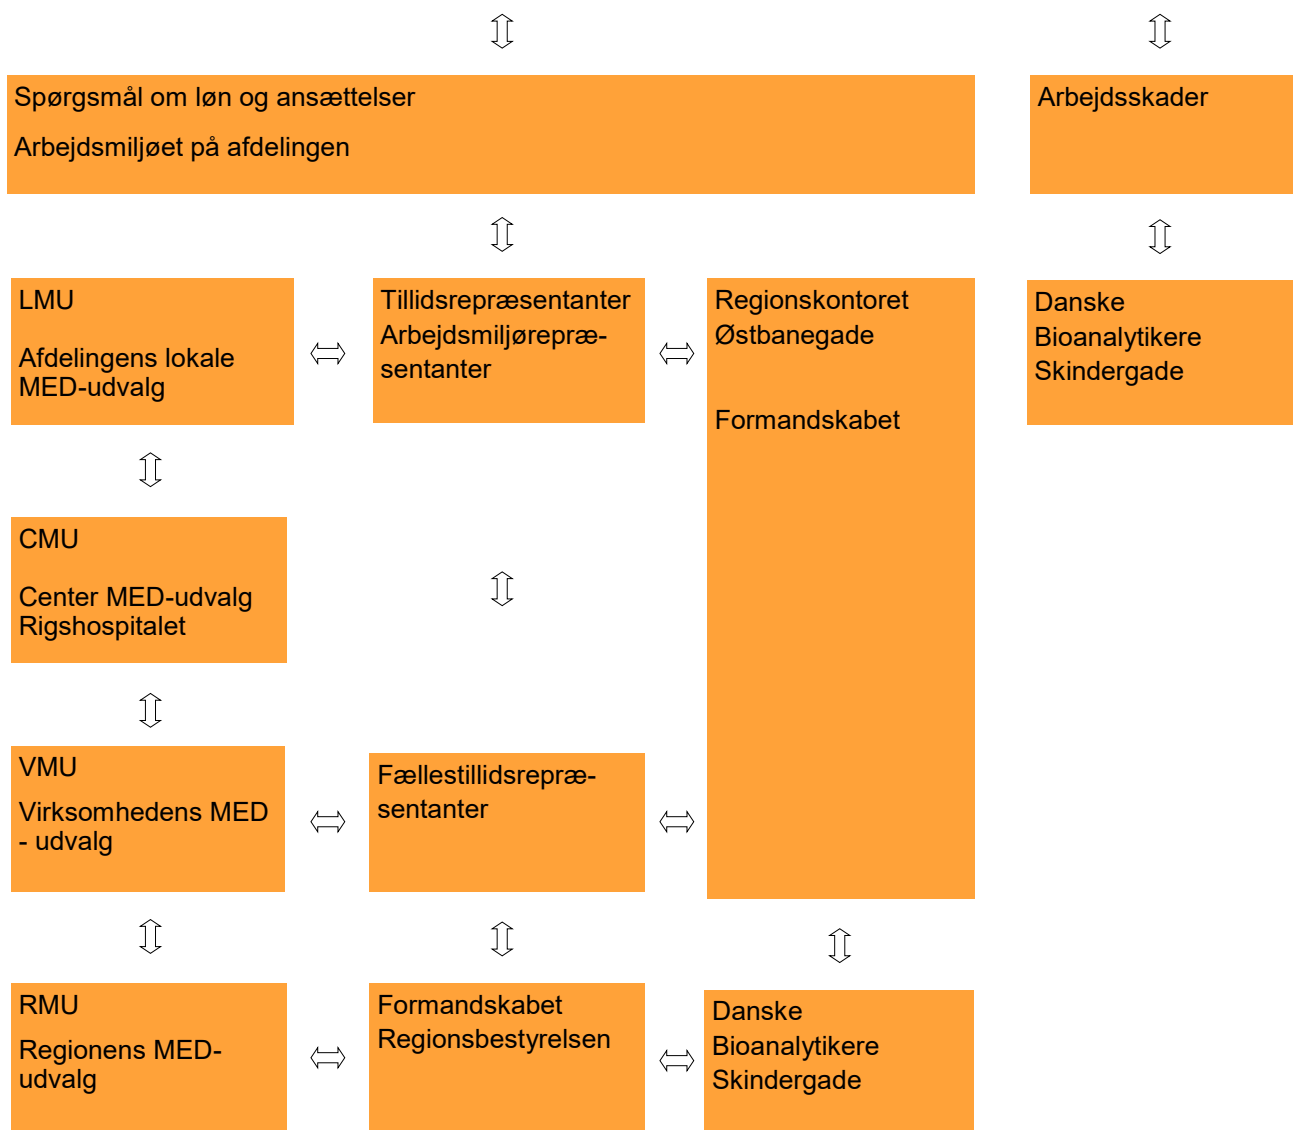 Spørgsmål om løn og ansættelser
Arbejdsmiljøet på afdelingen
Arbejdsskader
LMU
Afdelingens lokale
MED-udvalg
Tillidsrepræsentanter
Arbejdsmiljørepræ-
sentanter
Regionskontoret
Østbanegade
Formandskabet
Danske
Bioanalytikere
Skindergade
CMU
Center MED-udvalg
Rigshospitalet
VMU
Virksomhedens MED
- udvalg
Fællestillidsrepræ-
sentanter
RMU
Regionens MED-
udvalg
Formandskabet
Regionsbestyrelsen
Danske
Bioanalytikere
Skindergade